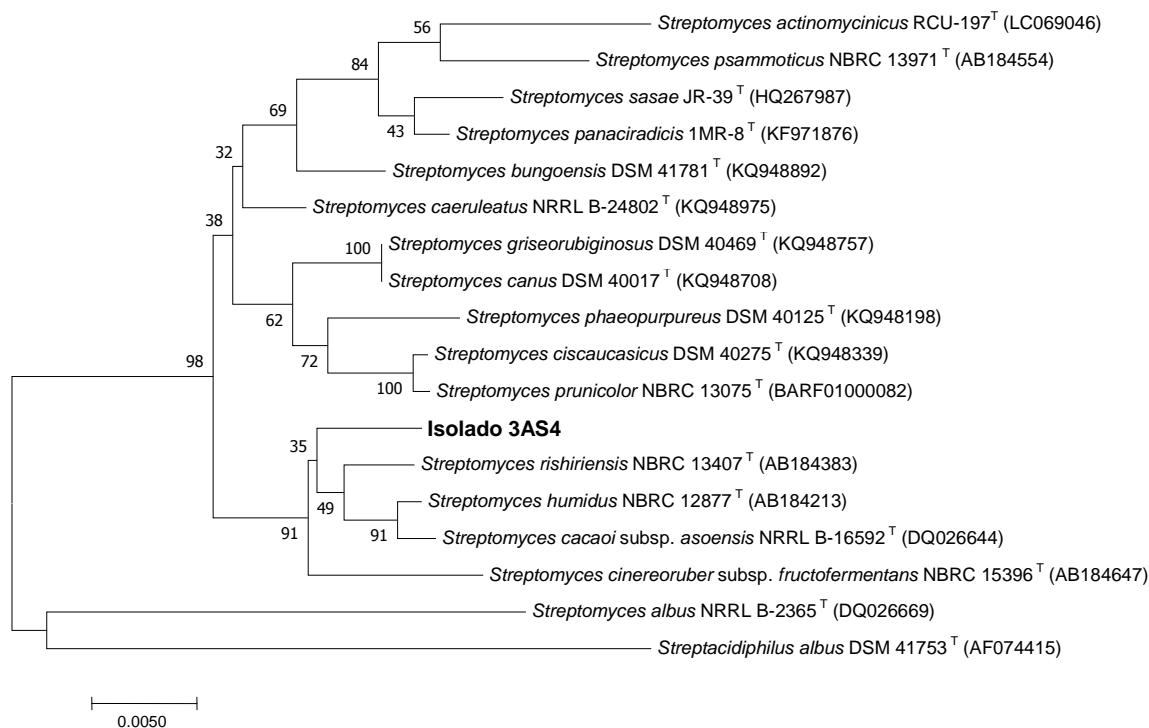 Streptomyces actinomycinicus RCU-197T (LC069046)
56
Streptomyces psammoticus NBRC 13971 T (AB184554)
84
Streptomyces sasae JR-39 T (HQ267987)
69
43
Streptomyces panaciradicis 1MR-8 T (KF971876)
32
Streptomyces bungoensis DSM 41781 T (KQ948892)
Streptomyces caeruleatus NRRL B-24802 T (KQ948975)
38
100
Streptomyces griseorubiginosus DSM 40469 T (KQ948757)
Streptomyces canus DSM 40017 T (KQ948708)
62
Streptomyces phaeopurpureus DSM 40125 T (KQ948198)
98
72
Streptomyces ciscaucasicus DSM 40275 T (KQ948339)
100
Streptomyces prunicolor NBRC 13075 T (BARF01000082)
Isolado 3AS4
35
Streptomyces rishiriensis NBRC 13407 T (AB184383)
49
Streptomyces humidus NBRC 12877 T (AB184213)
91
91
Streptomyces cacaoi subsp. asoensis NRRL B-16592 T (DQ026644)
Streptomyces cinereoruber subsp. fructofermentans NBRC 15396 T (AB184647)
Streptomyces albus NRRL B-2365 T (DQ026669)
Streptacidiphilus albus DSM 41753 T (AF074415)
0.0050